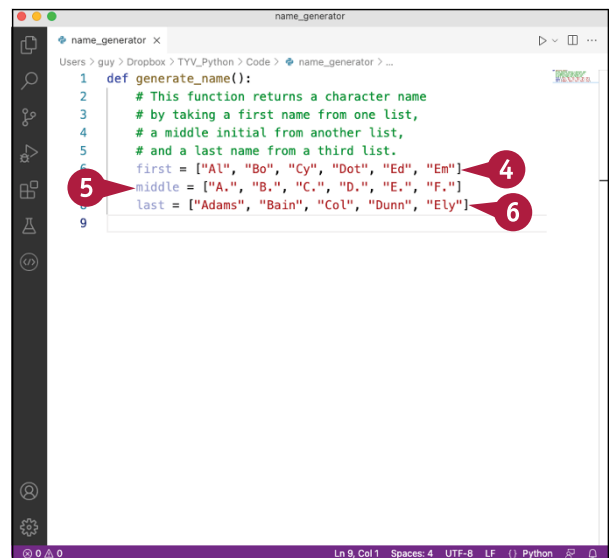 name_generator
name_generator
Users > guy > Dropbox > TYV_Python > Code > name_generator > ...
1 def generate_name():
2 # This function returns a character name
3 # by taking a first name from one list,
4 # a middle initial from another list,
5 # and a last name from a third list.
6 first = ["Al", "Bo", "Cy", "Dot", "Ed", "Em"] 4
5 middle = ["A.", "B.", "C.", "D.", "E.", "F."]
8 last = ["Adams", "Bain", "Col", "Dunn", "Ely"] 6
9
0 0 Ln 9, Col 1 Spaces: 4 UTF-8 LF {} Python